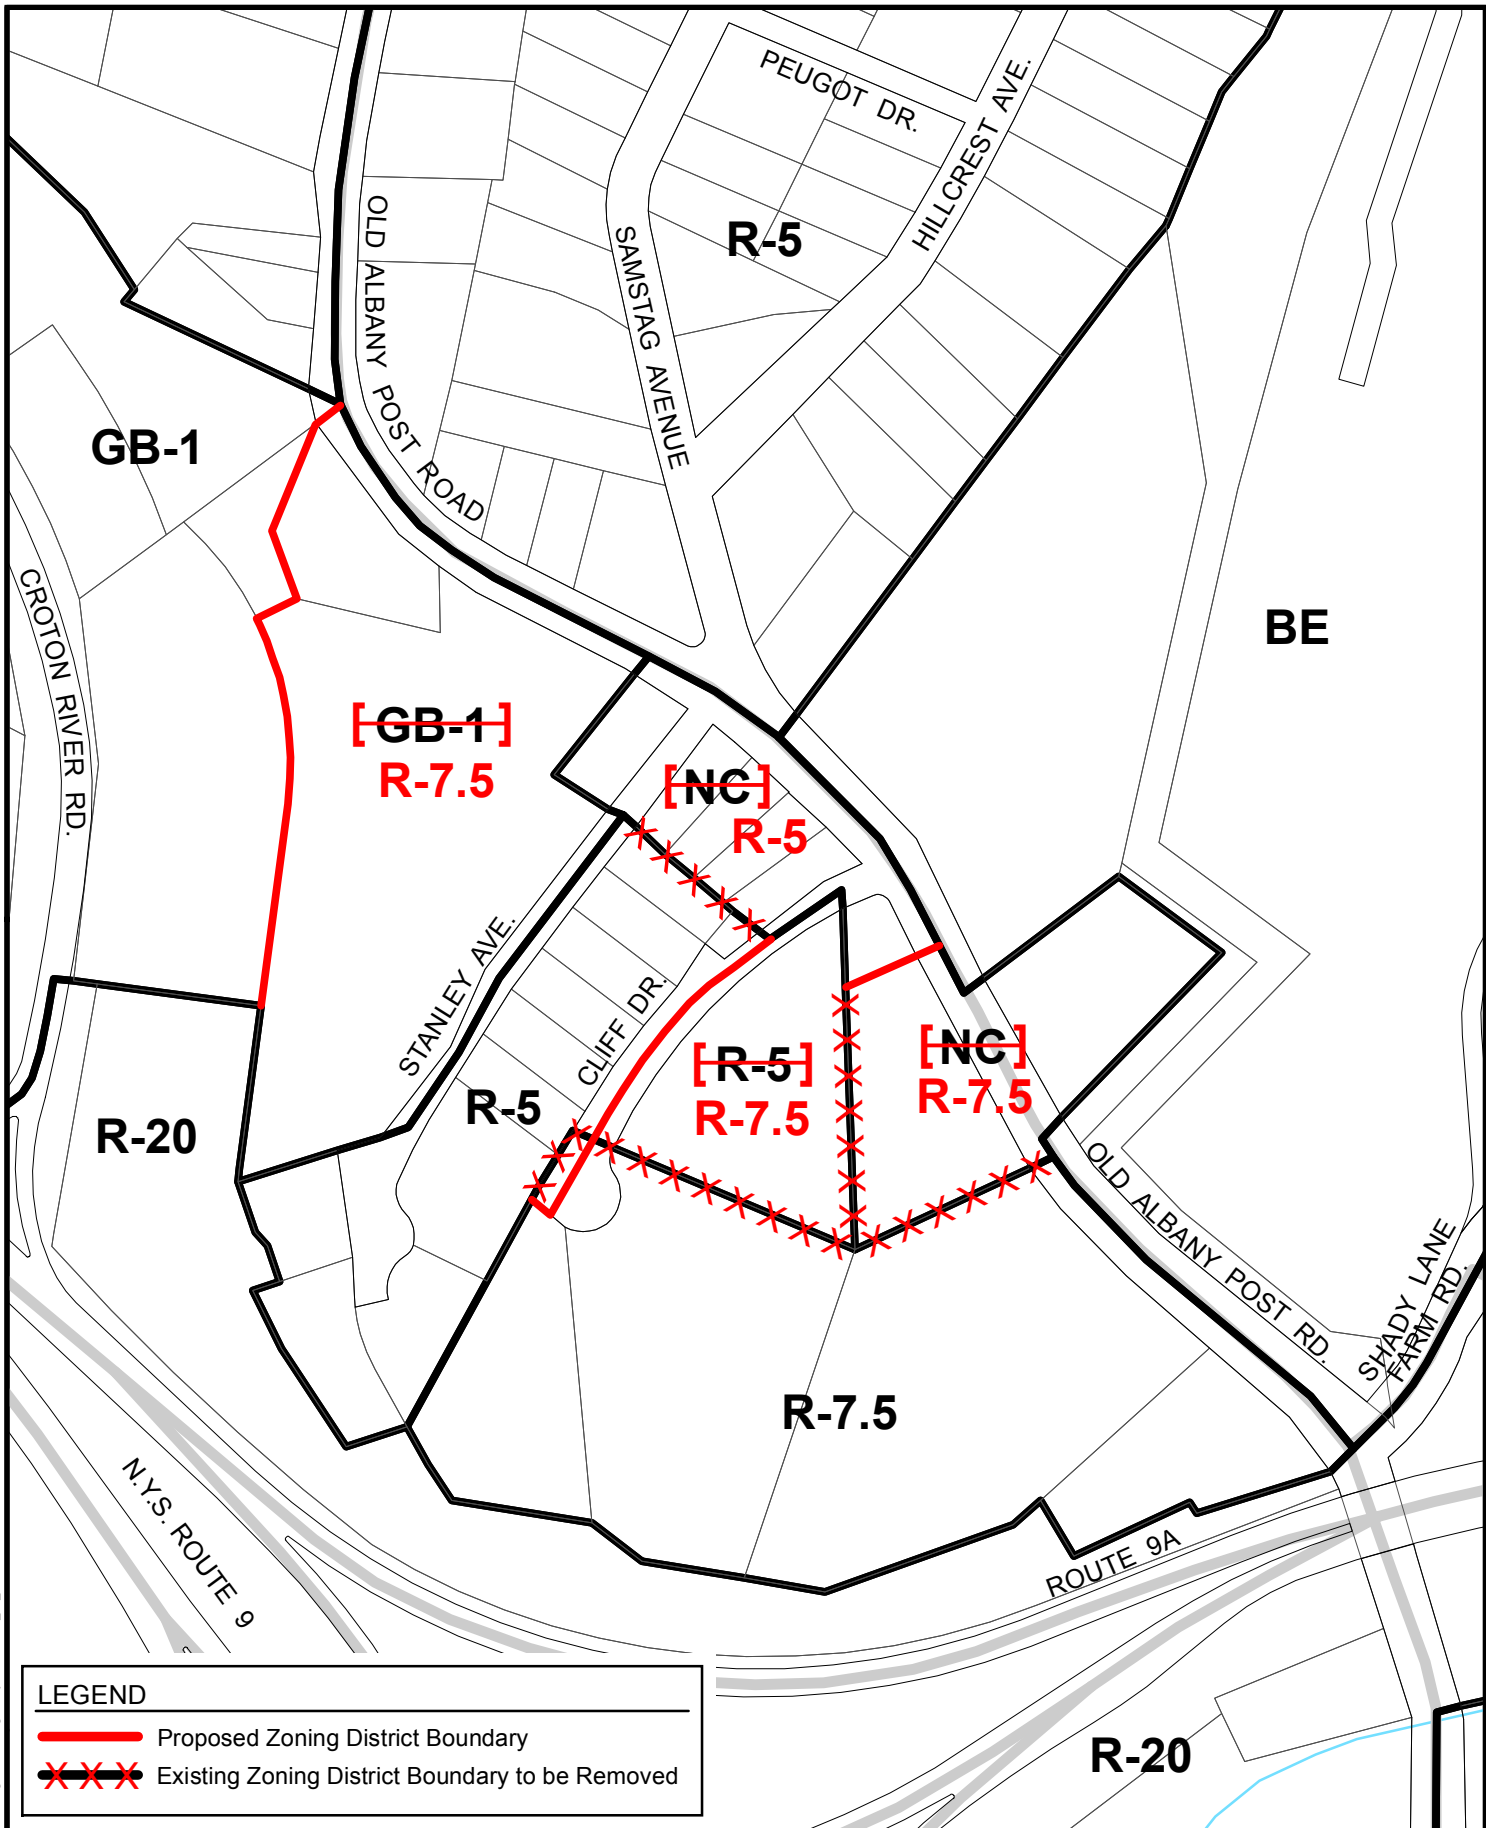 PEUGOT DR.
HILLCREST AVE.
OLD ALBANY POST ROAD
SAMSTAG AVENUE
R-5
GB-1
CROTON RIVER RD.
BE
[GB-1]
R-7.5
[NC]
R-5
STANLEY AVE.
CLIFF DR.
[R-5]
R-7.5
[NC]
R-7.5
R-5
R-20
OLD ALBANY POST RD.
SHADY LANE
FARM RD.
R-7.5
N.Y.S. ROUTE 9
ROUTE 9A
R-20
LEGEND
Proposed Zoning District Boundary
Existing Zoning District Boundary to be Removed